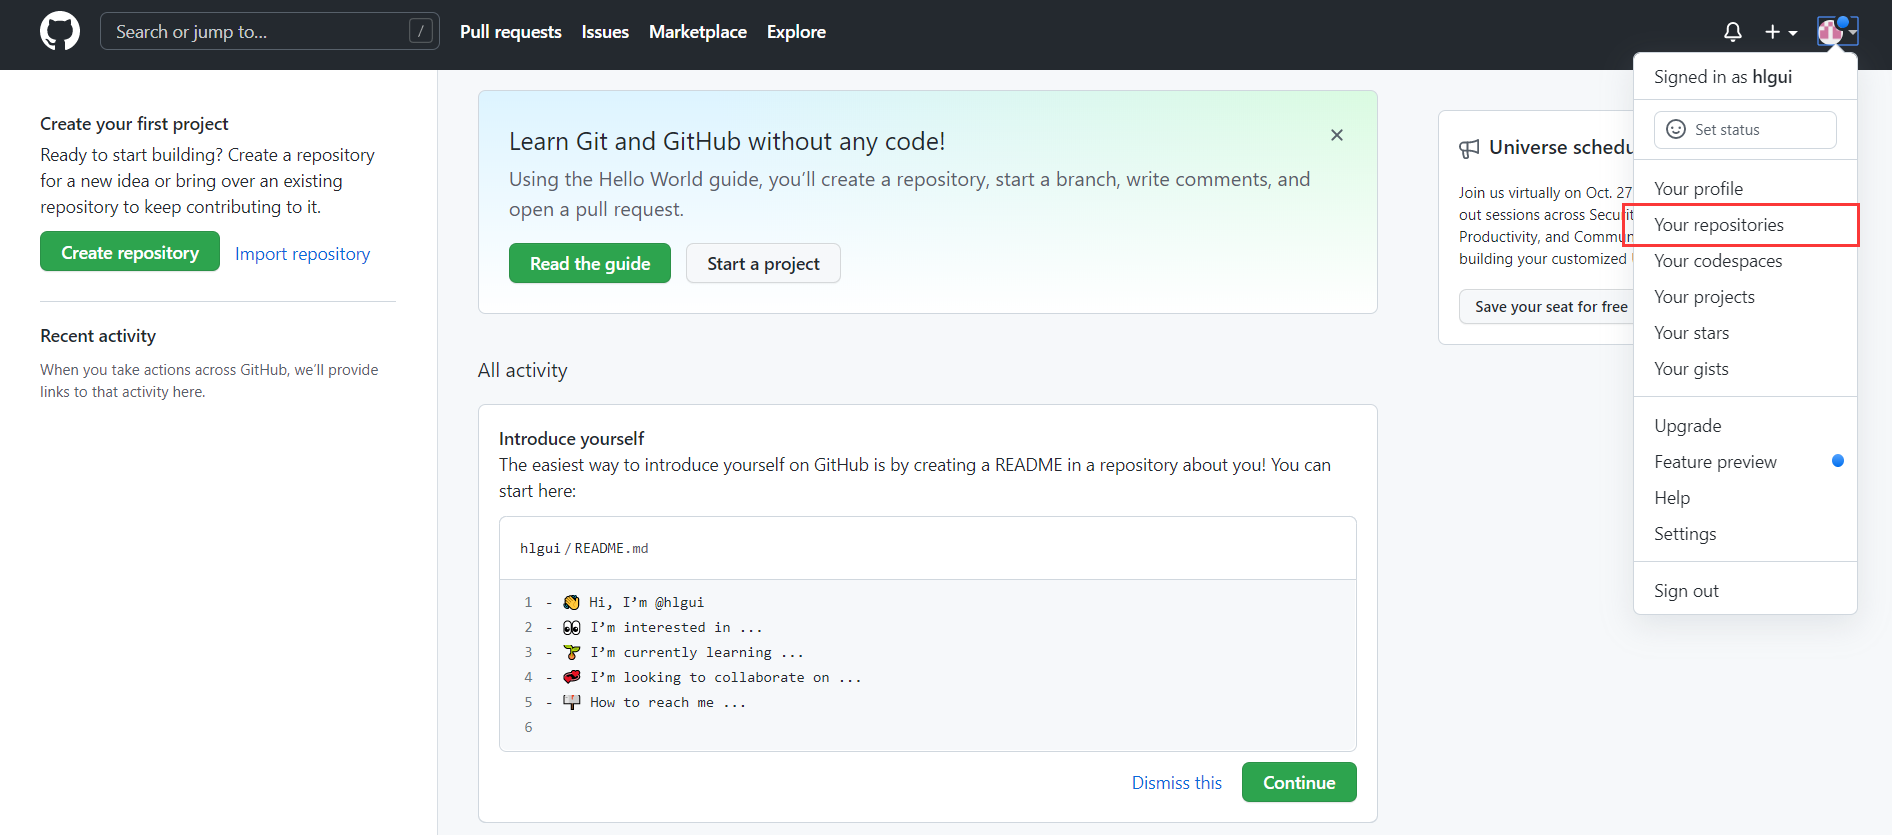 Search or jump to... /
Pull requests
Issues
Marketplace
Explore
Create your first project
Ready to start building? Create a repository
for a new idea or bring over an existing
repository to keep contributing to it.
Create repository
Import repository
Recent activity
When you take actions across GitHub, we’ll provide
links to that activity here.
Learn Git and GitHub without any code!
Using the Hello World guide, you’ll create a repository, start a branch, write comments, and
open a pull request.
Read the guide
Start a project
All activity
Introduce yourself
The easiest way to introduce yourself on GitHub is by creating a README in a repository about you! You can
start here:
hlgui / README.md
1 - 👋 Hi, I’m @hlgui
2 - 👀 I’m interested in ...
3 - 🌱 I’m currently learning ...
4 - 💞️ I’m looking to collaborate on ...
5 - 📫 How to reach me ...
6
Dismiss this
Continue
Universe
Join us virtually on Oct. 27
out sessions across
Productivity, and
building your customized
Save your seat for free
Signed in as hlgui
Set status
Your profile
Your repositories
Your codespaces
Your projects
Your stars
Your gists
Upgrade
Feature preview
Help
Settings
Sign out